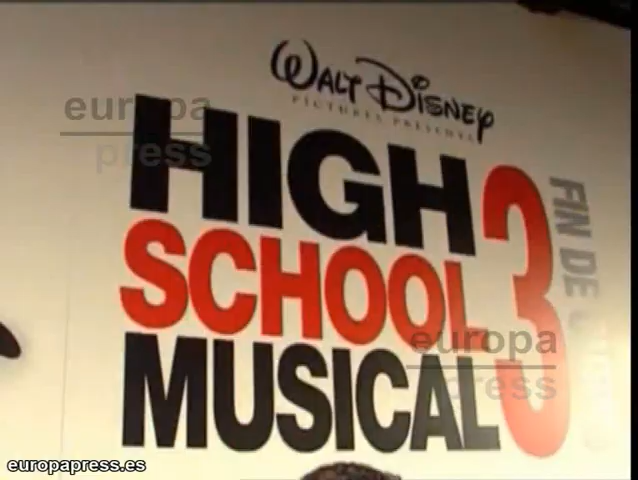 WALT DISNEY
PICTURES PRESENTS
HIGH
SCHOOL
MUSICAL
3
FIN DE
europa
press
europa
press
europapress.es